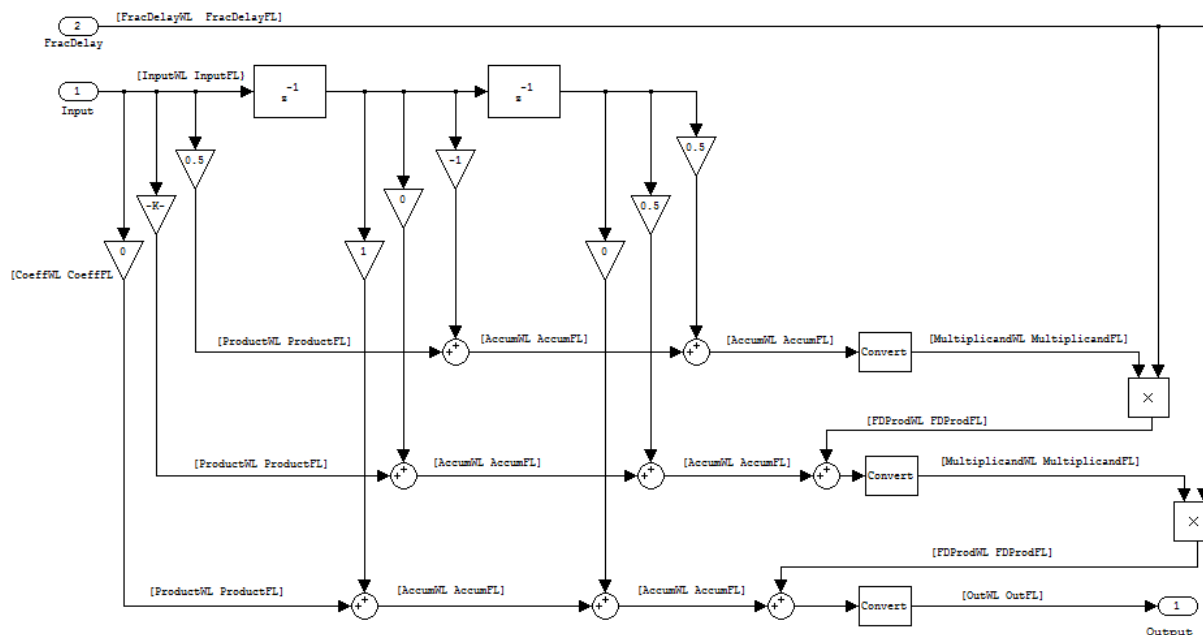 [FracDelayWL FracDelayFL]
2
FracDelay
[InputWL InputFL}
1
Input
z -1
z -1
0.5
-1
0.5
-K-
0
0.5
0
1
0
[CoeffWL CoeffFL
[ProductWL ProductFL]
++
[AccumWL AccumFL]
++
[AccumWL AccumFL]
Convert
[MultiplicandWL MultiplicandFL]
×
[FDProdWL FDProdFL]
[ProductWL ProductFL]
++
[AccumWL AccumFL]
++
[AccumWL AccumFL]
++
Convert
[MultiplicandWL MultiplicandFL]
×
[FDProdWL FDProdFL]
[ProductWL ProductFL]
++
[AccumWL AccumFL]
++
[AccumWL AccumFL]
++
Convert
[OutWL OutFL]
1
Output